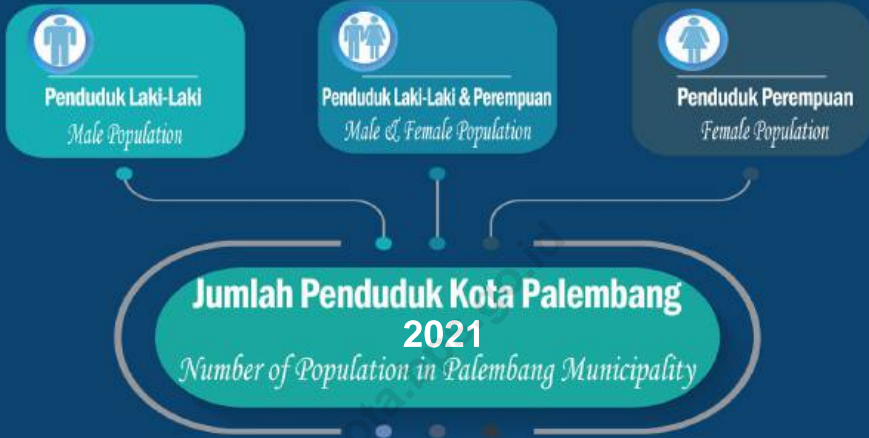 Penduduk Laki-Laki
Male Population
Penduduk Laki-Laki & Perempuan
Male & Female Population
Penduduk Perempuan
Female Population
Jumlah Penduduk Kota Palembang
2021
Number of Population in Palembang Municipality